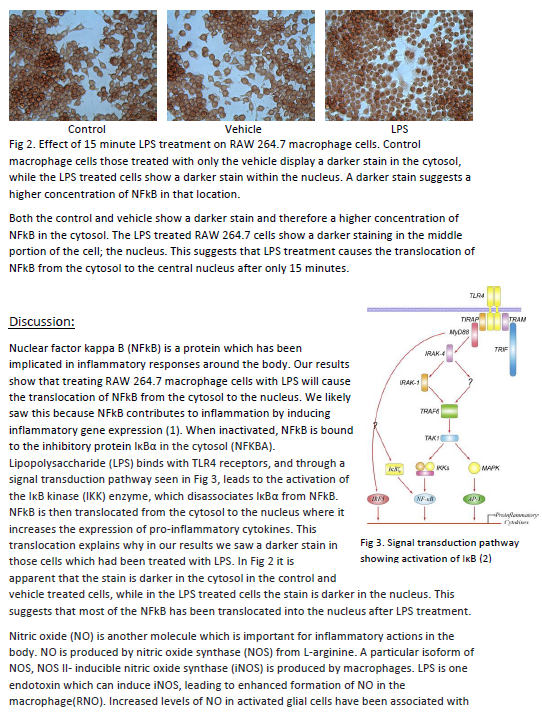 Control
Vehicle
LPS
Fig 2. Effect of 15 minute LPS treatment on RAW 264.7 macrophage cells. Control
macrophage cells those treated with only the vehicle display a darker stain in the cytosol,
while the LPS treated cells show a darker stain within the nucleus. A darker stain suggests a
higher concentration of NFkB in that location.
Both the control and vehicle show a darker stain and therefore a higher concentration of
NFkB in the cytosol. The LPS treated RAW 264.7 cells show a darker staining in the middle
portion of the cell; the nucleus. This suggests that LPS treatment causes the translocation of
NFkB from the cytosol to the central nucleus after only 15 minutes.
Discussion:
Nuclear factor kappa B (NFkB) is a protein which has been
implicated in inflammatory responses around the body. Our results
show that treating RAW 264.7 macrophage cells with LPS will cause
the translocation of NFkB from the cytosol to the nucleus. We likely
saw this because NFkB contributes to inflammation by inducing
inflammatory gene expression (1). When inactivated, NFkB is bound
to the inhibitory protein IκBα in the cytosol (NFKBA).
Lipopolysaccharide (LPS) binds with TLR4 receptors, and through a
signal transduction pathway seen in Fig 3, leads to the activation of
the IκB kinase (IKK) enzyme, which disassociates IκBα from NFkB.
NFkB is then translocated from the cytosol to the nucleus where it
increases the expression of pro-inflammatory cytokines. This
translocation explains why in our results we saw a darker stain in
those cells which had been treated with LPS. In Fig 2 it is
apparent that the stain is darker in the cytosol in the control and
vehicle treated cells, while in the LPS treated cells the stain is darker in the nucleus. This
suggests that most of the NFkB has been translocated into the nucleus after LPS treatment.
TLR4
TIRAP
TRAM
MyD88
TRIF
IRAK-4
IRAK-1
?
TRAF6
?
TAK1
IκBζ
IKKs
MAPK
IRF5
NF-κB
AP-1
Proinflammatory
Cytokines
Fig 3. Signal transduction pathway
showing activation of IκB (2)
Nitric oxide (NO) is another molecule which is important for inflammatory actions in the
body. NO is produced by nitric oxide synthase (NOS) from L-arginine. A particular isoform of
NOS, NOS II- inducible nitric oxide synthase (iNOS) is produced by macrophages. LPS is one
endotoxin which can induce iNOS, leading to enhanced formation of NO in the
macrophage(RNO). Increased levels of NO in activated glial cells have been associated with